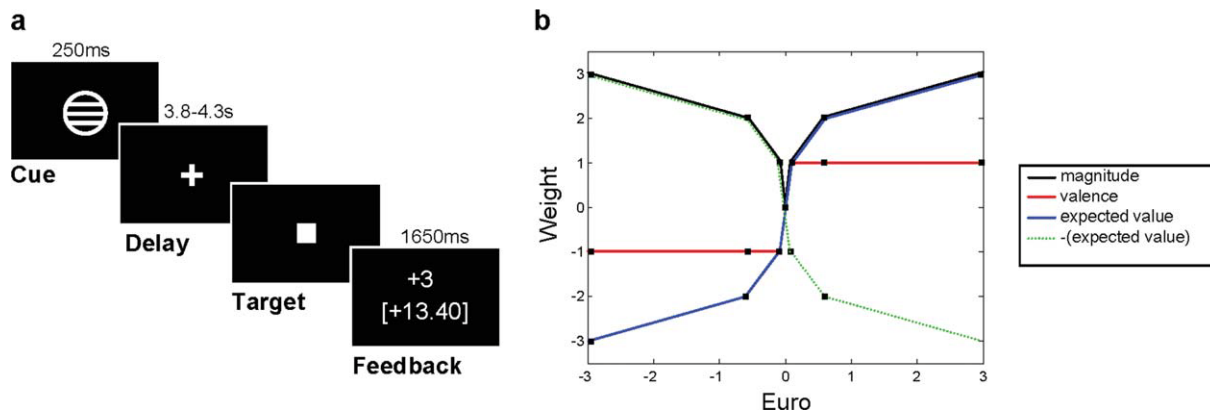 a
250ms
Cue
3.8-4.3s
Delay
Target
1650ms
+3
[+13.40]
Feedback
b
Weight
3
2
1
0
-1
-2
-3
-3
-2
-1
0
1
2
3
Euro
magnitude
valence
expected value
-(expected value)